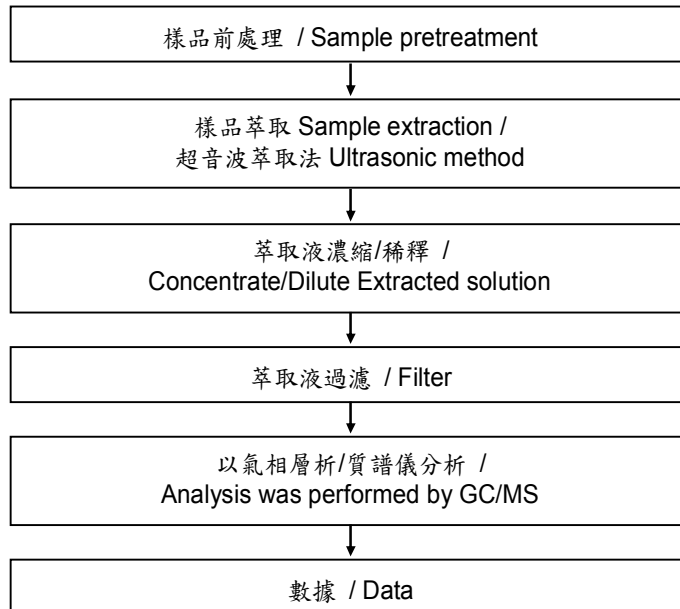 樣品前處理 / Sample pretreatment
樣品萃取 Sample extraction /
超音波萃取法 Ultrasonic method
萃取液濃縮/稀釋 /
Concentrate/Dilute Extracted solution
萃取液過濾 / Filter
以氣相層析/質譜儀分析 /
Analysis was performed by GC/MS
數據 / Data